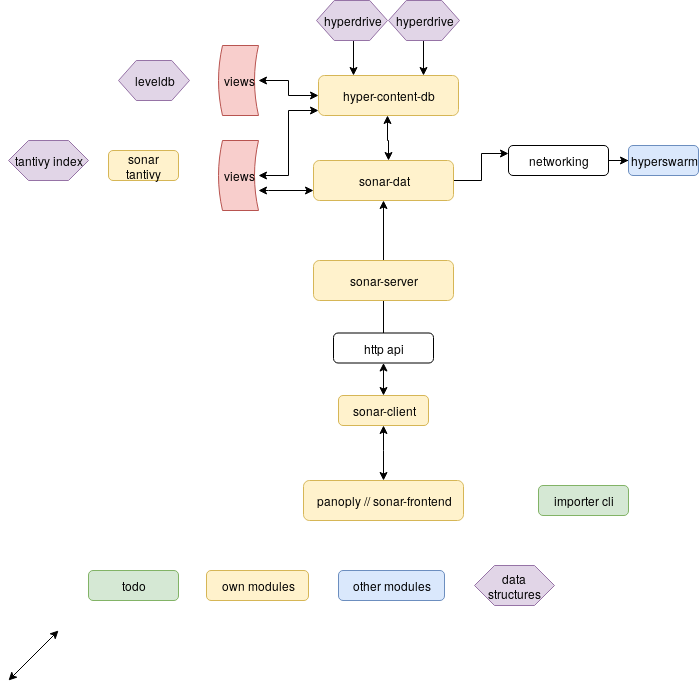 hyperdrive
hyperdrive
leveldb
views
hyper-content-db
tantivy index
sonar
tantivy
views
sonar-dat
networking
hyperswarm
sonar-server
http api
sonar-client
panoply // sonar-frontend
importer cli
todo
own modules
other modules
data
structures